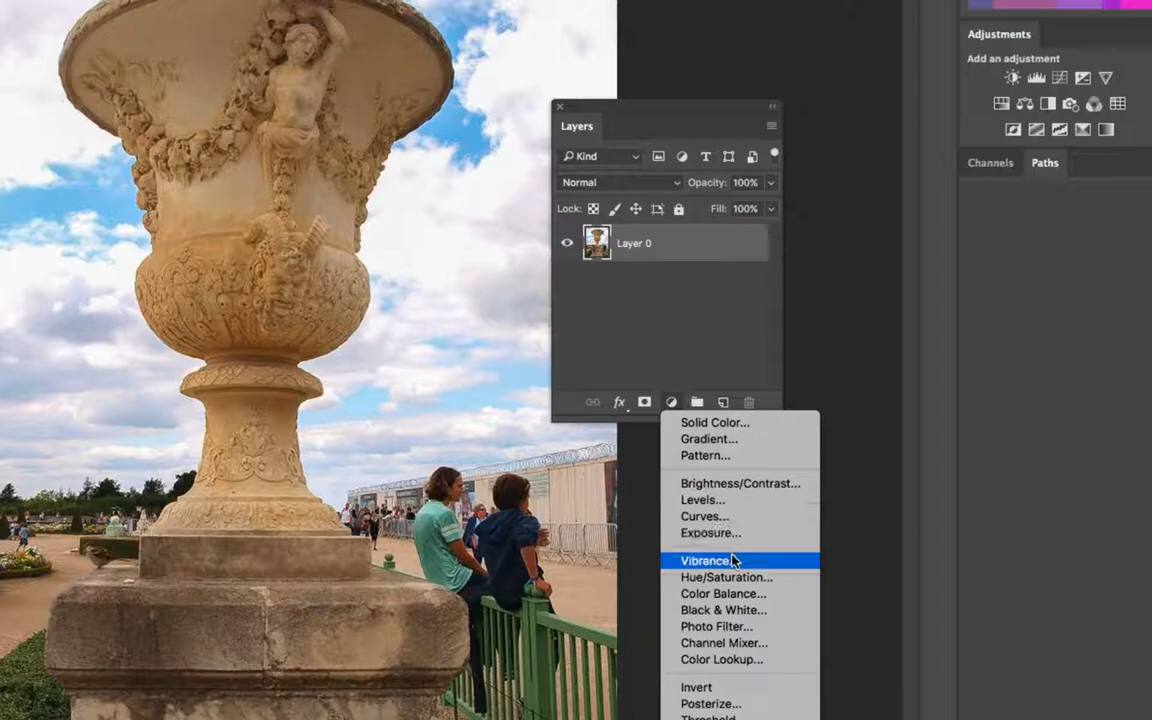 Adjustments
Add an adjustment
Layers
Kind
Normal Opacity: 100%
Lock: Fill: 100%
Channels Paths
Layer 0
fx
Solid Color...
Gradient...
Pattern...
Brightness/Contrast...
Levels...
Curves...
Exposure...
Vibrance...
Hue/Saturation...
Color Balance...
Black & White...
Photo Filter...
Channel Mixer...
Color Lookup...
Invert
Posterize...
Threshold